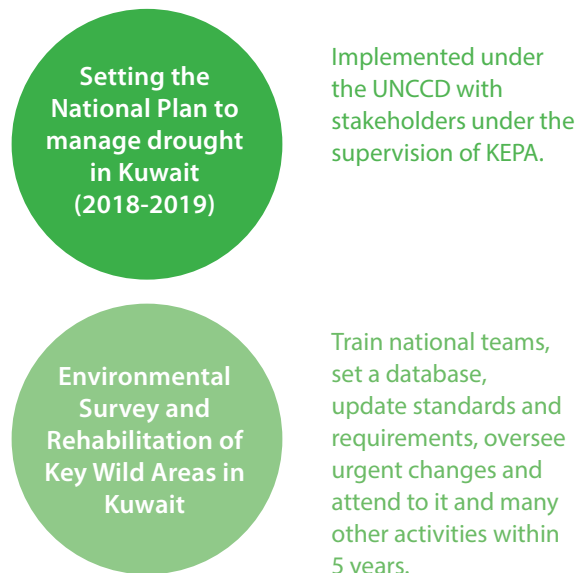 Setting the
National Plan to
manage drought
in Kuwait
(2018-2019)
Implemented under
the UNCCD with
stakeholders under the
supervision of KEPA.
Environmental
Survey and
Rehabilitation of
Key Wild Areas in
Kuwait
Train national teams,
set a database,
update standards and
requirements, oversee
urgent changes and
attend to it and many
other activities within
5 years.